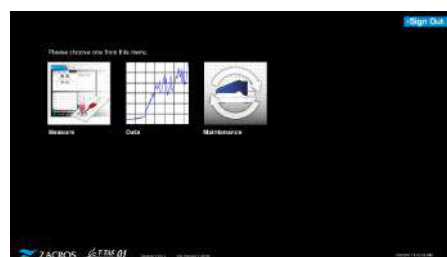 Sign Out
Please choose one from this menu.
Measure
Data
Maintenance
ZACROS